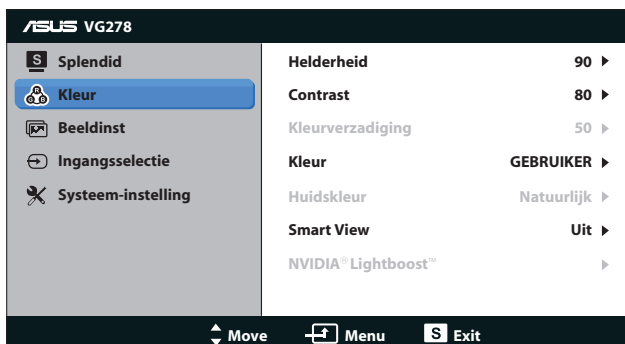 ASUS VG278
S Splendid
R G B Kleur
Beeldinst
Ingangsselectie
Systeem-instelling
Helderheid 90
Contrast 80
Kleurverzadiging 50
Kleur GEBRUIKER
Huidskleur Natuurlijk
Smart View Uit
NVIDIA® Lightboost™
Move Menu S Exit